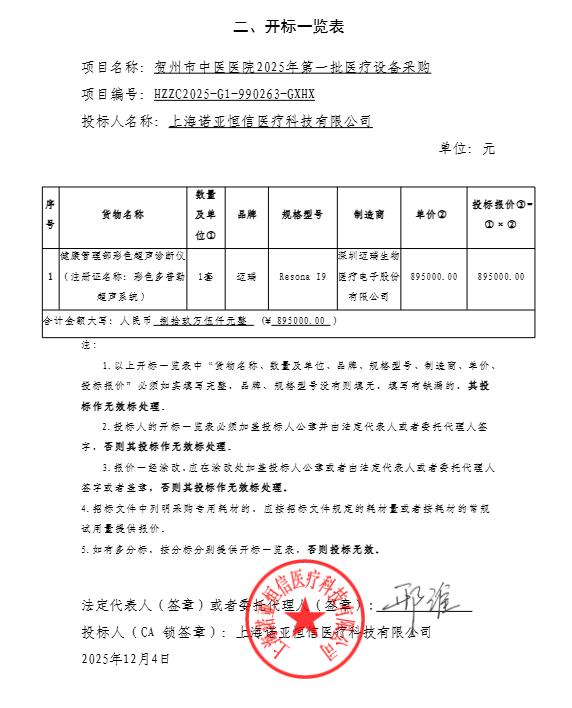 二、开标一览表
项目名称：贺州市中医医院2025年第一批医疗设备采购
项目编号：HZZC2025-G1-990263-GXHX
投标人名称：上海诺亚恒信医疗科技有限公司
单位：元
序号 货物名称 数量及单位① 品牌 规格型号 制造商 单价② 投标报价③=①×②
1 健康管理部彩色超声诊断仪（注册证名称：彩色多普勒超声系统） 1套 迈瑞 Resona I9 深圳迈瑞生物医疗电子股份有限公司 895000.00 895000.00
合计金额大写：人民币 捌拾玖万伍仟元整 (¥ 895000.00 )
注：
1.以上开标一览表中“货物名称、数量及单位、品牌、规格型号、制造商、单价、
投标报价”必须如实填写完整，品牌、规格型号没有则填无，填写有缺漏的，其投
标作无效标处理.
2.投标人的开标一览表必须加盖投标人公章并由法定代表人或者委托代理人签
字，否则其投标作无效标处理.
3.报价一经涂改，应在涂改处加盖投标人公章或者由法定代表人或者委托代理人
签字或者盖章，否则其投标作无效标处理。
4.招标文件中列明采购专用耗材的，应按招标文件规定的耗材量或者按耗材的常规
试用量提供报价.
5.如有多分标，按分标分别提供开标一览表，否则投标无效。
法定代表人（签章）或者委托代理人（签章）：邢淮
投标人（CA 锁签章）：上海诺亚恒信医疗科技有限公司
2025年12月4日
上海诺亚恒信医疗科技有限公司